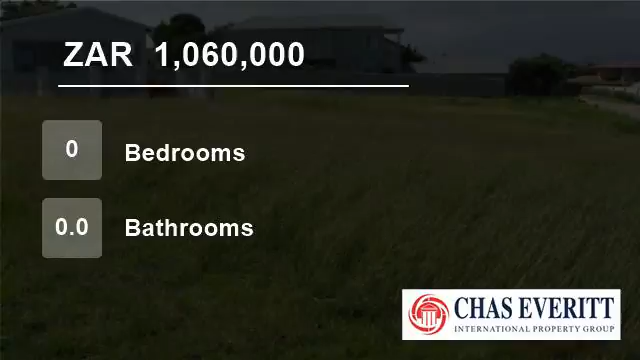 ZAR 1,060,000
0 Bedrooms
0.0 Bathrooms
CHAS EVERITT
INTERNATIONAL PROPERTY GROUP